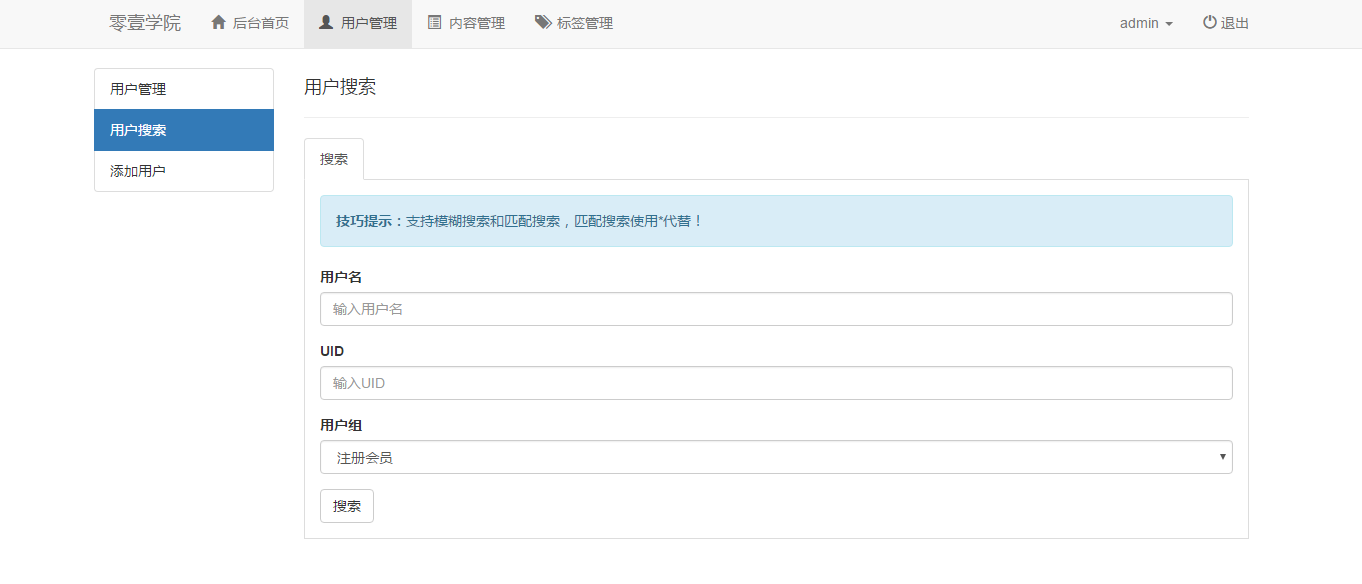 零壹学院 后台首页 用户管理 内容管理 标签管理 admin 退出
用户管理
用户搜索
添加用户
用户搜索
搜索
技巧提示：支持模糊搜索和匹配搜索，匹配搜索使用*代替！
用户名
输入用户名
UID
输入UID
用户组
注册会员
搜索